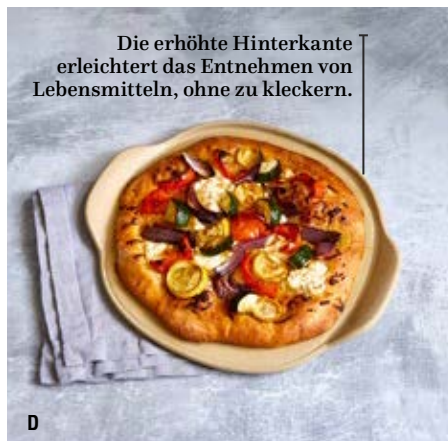 Die erhöhte Hinterkante
erleichtert das Entnehmen von
Lebensmitteln, ohne zu kleckern.
D